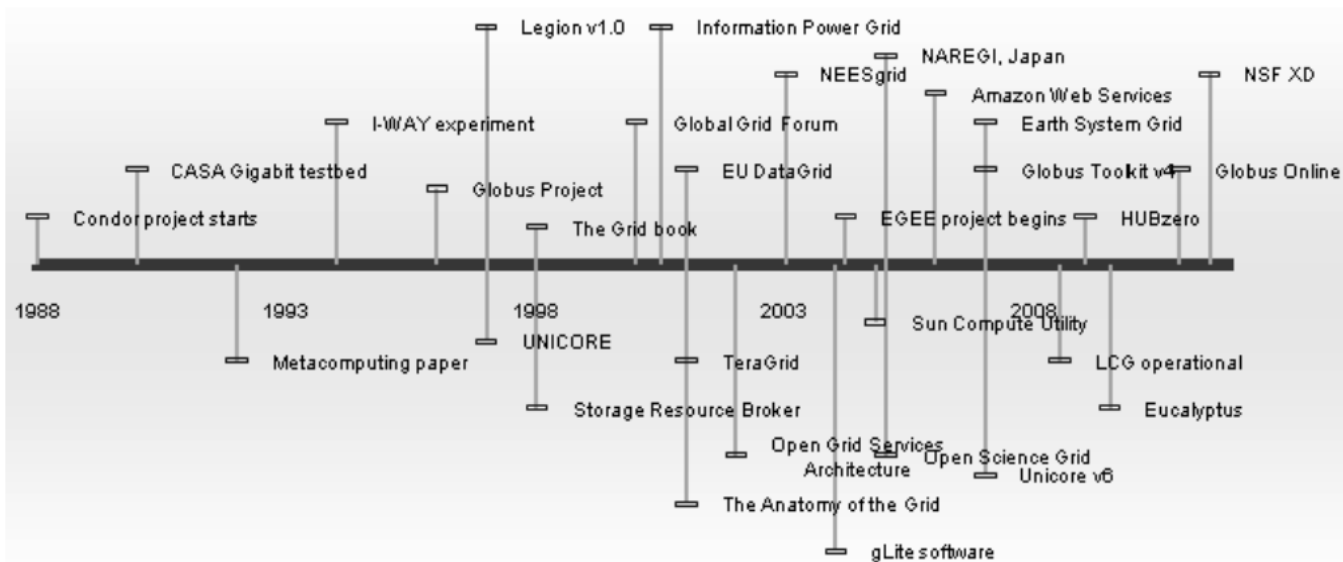 Legion v1.0
Information Power Grid
NAREGI, Japan
NEESgrid
NSF XD
Amazon Web Services
I-WAY experiment
Global Grid Forum
Earth System Grid
CASA Gigabit testbed
EU DataGrid
Globus Toolkit v4
Globus Online
Globus Project
Condor project starts
The Grid book
EGEE project begins
HUBzero
1988
1993
1998
2003
2008
Sun Compute Utility
UNICORE
Metacomputing paper
TeraGrid
LCG operational
Storage Resource Broker
Eucalyptus
Open Grid Services
Architecture
Open Science Grid
Unicore v6
The Anatomy of the Grid
gLite software